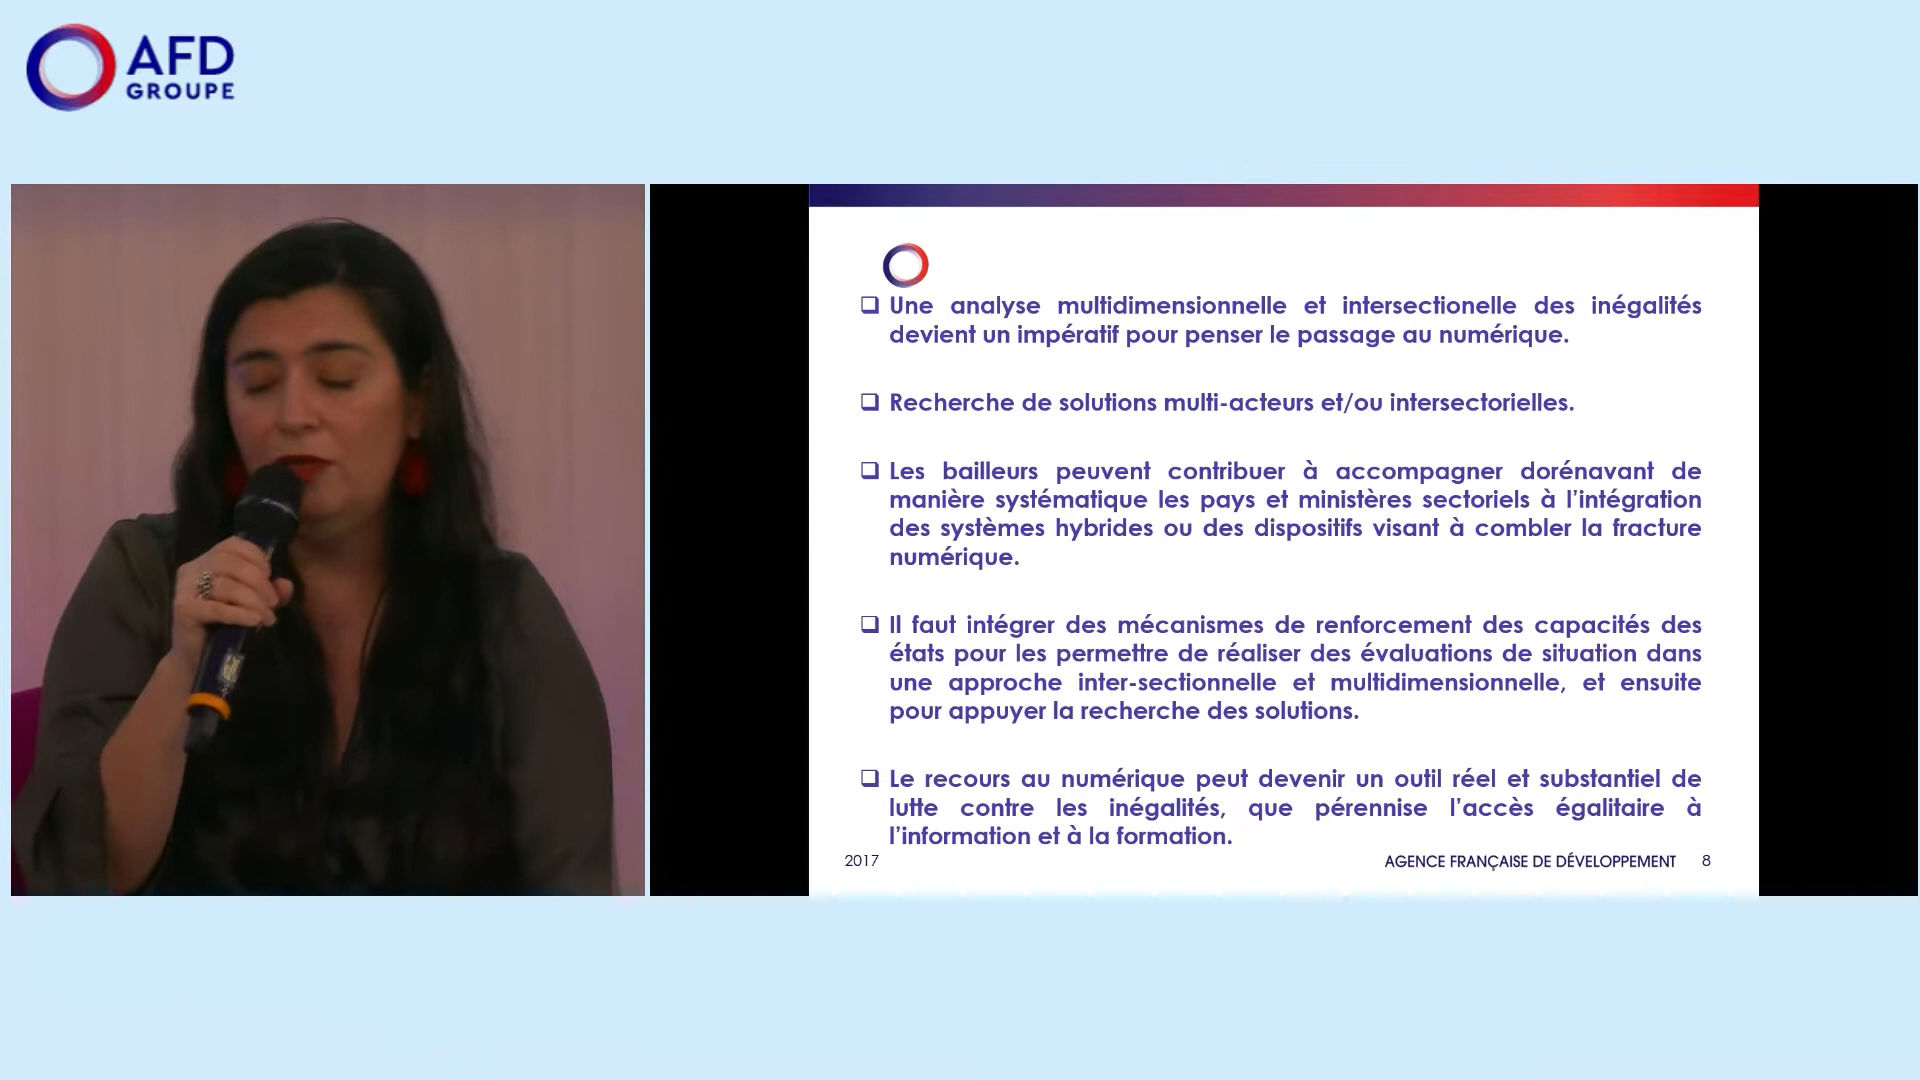 AFD
GROUPE
Une analyse multidimensionnelle et intersectionelle des inégalités
devient un impératif pour penser le passage au numérique.
Recherche de solutions multi-acteurs et/ou intersectorielles.
Les bailleurs peuvent contribuer à accompagner dorénavant de
manière systématique les pays et ministères sectoriels à l’intégration
des systèmes hybrides ou des dispositifs visant à combler la fracture
numérique.
Il faut intégrer des mécanismes de renforcement des capacités des
états pour les permettre de réaliser des évaluations de situation dans
une approche inter-sectionnelle et multidimensionnelle, et ensuite
pour appuyer la recherche des solutions.
Le recours au numérique peut devenir un outil réel et substantiel de
lutte contre les inégalités, que pérennise l’accès égalitaire à
l’information et à la formation.
2017 AGENCE FRANÇAISE DE DÉVELOPPEMENT 8